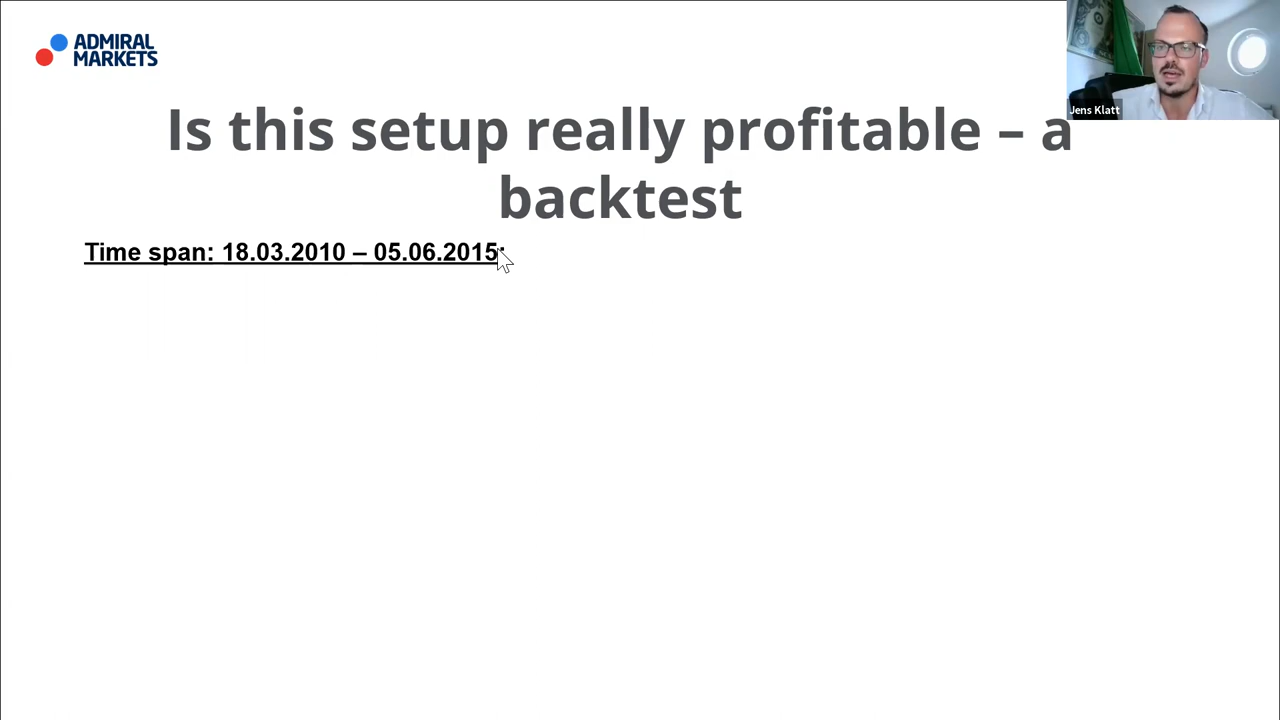 ADMIRAL
MARKETS
Jens Klatt
Is this setup really profitable – a
backtest
Time span: 18.03.2010 – 05.06.2015: